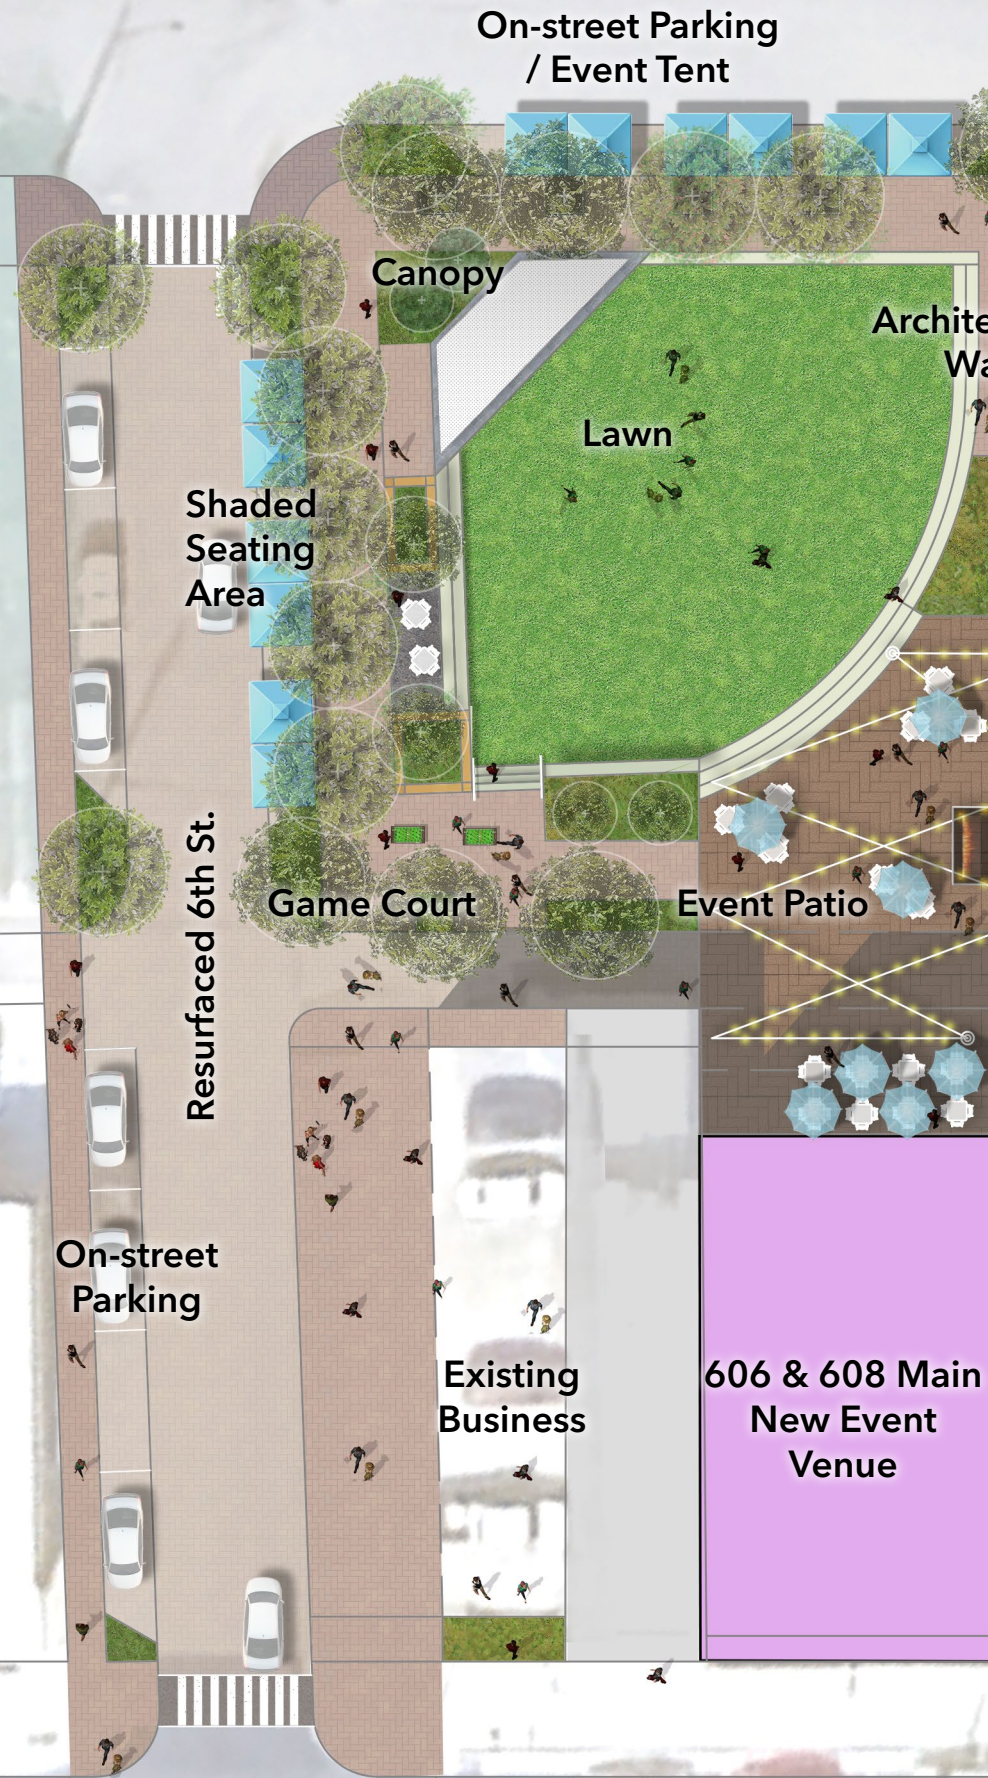 On-street Parking
/ Event Tent
Canopy
Lawn
Shaded
Seating
Area
Resurfaced 6th St.
Game Court
Event Patio
On-street
Parking
Existing
Business
606 & 608 Main
New Event
Venue